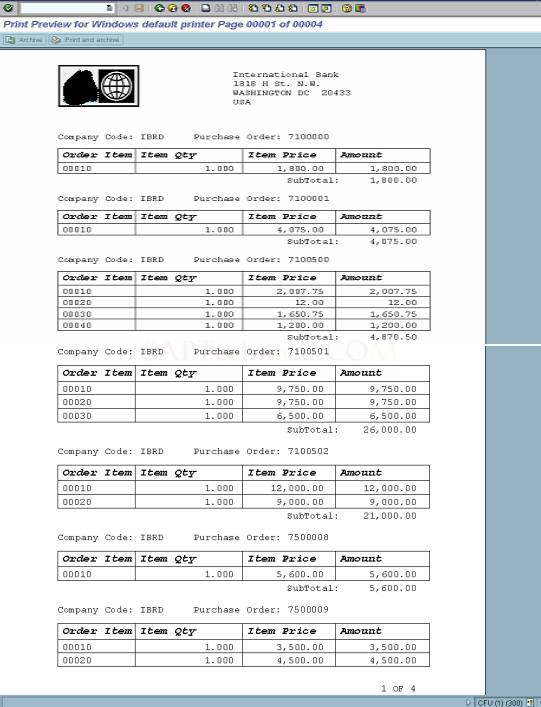 Print Preview for Windows default printer Page 00001 of 00004
Archive Print and archive
International Bank
1818 H St. N.W.
WASHINGTON DC 20433
USA
Company Code: IBRD Purchase Order: 7100000
Order Item Item Qty Item Price Amount
00010 1.000 1,800.00 1,800.00
SubTotal: 1,800.00
Company Code: IBRD Purchase Order: 7100001
Order Item Item Qty Item Price Amount
00010 1.000 4,075.00 4,075.00
SubTotal: 4,075.00
Company Code: IBRD Purchase Order: 7100500
Order Item Item Qty Item Price Amount
00010 1.000 2,007.75 2,007.75
00020 1.000 12.00 12.00
00030 1.000 1,650.75 1,650.75
00040 1.000 1,200.00 1,200.00
SubTotal: 4,870.50
Company Code: IBRD Purchase Order: 7100501
Order Item Item Qty Item Price Amount
00010 1.000 9,750.00 9,750.00
00020 1.000 9,750.00 9,750.00
00030 1.000 6,500.00 6,500.00
SubTotal: 26,000.00
Company Code: IBRD Purchase Order: 7100502
Order Item Item Qty Item Price Amount
00010 1.000 12,000.00 12,000.00
00020 1.000 9,000.00 9,000.00
SubTotal: 21,000.00
Company Code: IBRD Purchase Order: 7500008
Order Item Item Qty Item Price Amount
00010 1.000 5,600.00 5,600.00
SubTotal: 5,600.00
Company Code: IBRD Purchase Order: 7500009
Order Item Item Qty Item Price Amount
00010 1.000 3,500.00 3,500.00
00020 1.000 4,500.00 4,500.00
1 OF 4
CFU (1) (300)